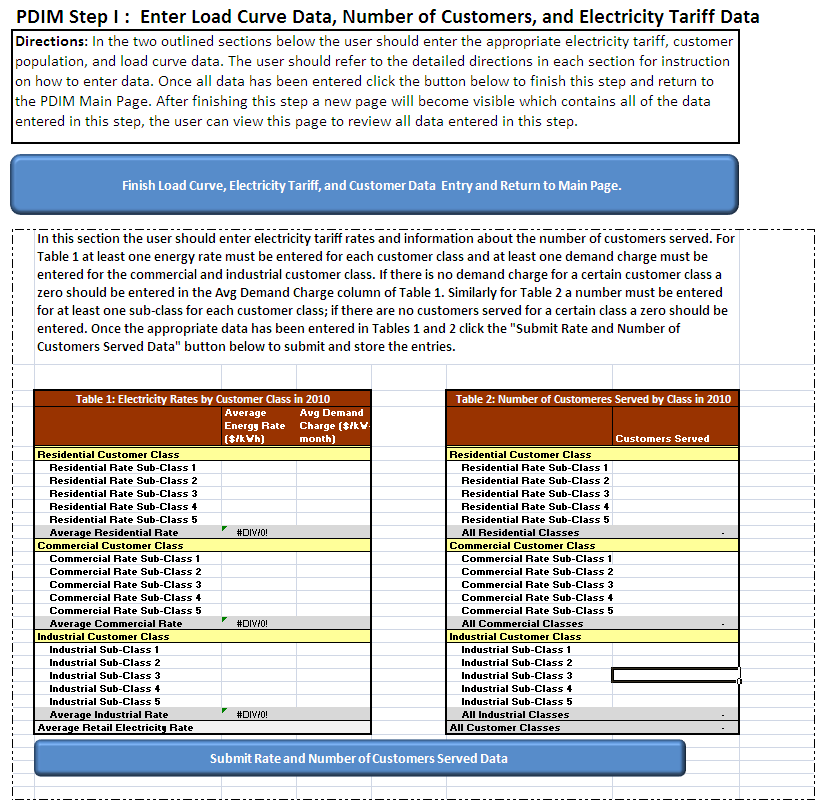 PDIM Step I : Enter Load Curve Data, Number of Customers, and Electricity Tariff Data
Directions: In the two outlined sections below the user should enter the appropriate electricity tariff, customer
population, and load curve data. The user should refer to the detailed directions in each section for instruction
on how to enter data. Once all data has been entered click the button below to finish this step and return to
the PDIM Main Page. After finishing this step a new page will become visible which contains all of the data
entered in this step, the user can view this page to review all data entered in this step.
Finish Load Curve, Electricity Tariff, and Customer Data Entry and Return to Main Page.
In this section the user should enter electricity tariff rates and information about the number of customers served. For
Table 1 at least one energy rate must be entered for each customer class and at least one demand charge must be
entered for the commercial and industrial customer class. If there is no demand charge for a certain customer class a
zero should be entered in the Avg Demand Charge column of Table 1. Similarly for Table 2 a number must be entered
for at least one sub-class for each customer class; if there are no customers served for a certain class a zero should be
entered. Once the appropriate data has been entered in Tables 1 and 2 click the "Submit Rate and Number of
Customers Served Data" button below to submit and store the entries.
Table 1: Electricity Rates by Customer Class in 2010
Average Energy Rate ($/kWh)
Avg Demand Charge ($/kW-month)
Residential Customer Class
Residential Rate Sub-Class 1
Residential Rate Sub-Class 2
Residential Rate Sub-Class 3
Residential Rate Sub-Class 4
Residential Rate Sub-Class 5
Average Residential Rate #DIV/0!
Commercial Customer Class
Commercial Rate Sub-Class 1
Commercial Rate Sub-Class 2
Commercial Rate Sub-Class 3
Commercial Rate Sub-Class 4
Commercial Rate Sub-Class 5
Average Commercial Rate #DIV/0!
Industrial Customer Class
Industrial Sub-Class 1
Industrial Sub-Class 2
Industrial Sub-Class 3
Industrial Sub-Class 4
Industrial Sub-Class 5
Average Industrial Rate #DIV/0!
Average Retail Electricity Rate
Table 2: Number of Customeres Served by Class in 2010
Customers Served
Residential Customer Class
Residential Rate Sub-Class 1
Residential Rate Sub-Class 2
Residential Rate Sub-Class 3
Residential Rate Sub-Class 4
Residential Rate Sub-Class 5
All Residential Classes -
Commercial Customer Class
Commercial Rate Sub-Class 1
Commercial Rate Sub-Class 2
Commercial Rate Sub-Class 3
Commercial Rate Sub-Class 4
Commercial Rate Sub-Class 5
All Commercial Classes -
Industrial Customer Class
Industrial Sub-Class 1
Industrial Sub-Class 2
Industrial Sub-Class 3
Industrial Sub-Class 4
Industrial Sub-Class 5
All Industrial Classes -
All Customer Classes -
Submit Rate and Number of Customers Served Data